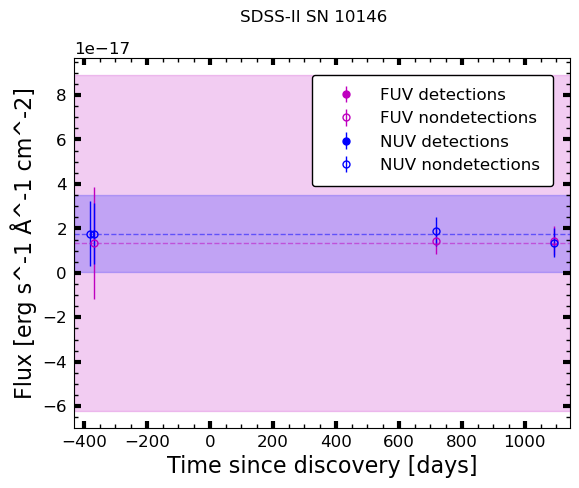 SDSS-II SN 10146
1e−17
FUV detections
FUV nondetections
NUV detections
NUV nondetections
8
6
4
2
0
−2
−4
−6
Flux [erg s^-1 Å^-1 cm^-2]
−400 −200 0 200 400 600 800 1000
Time since discovery [days]